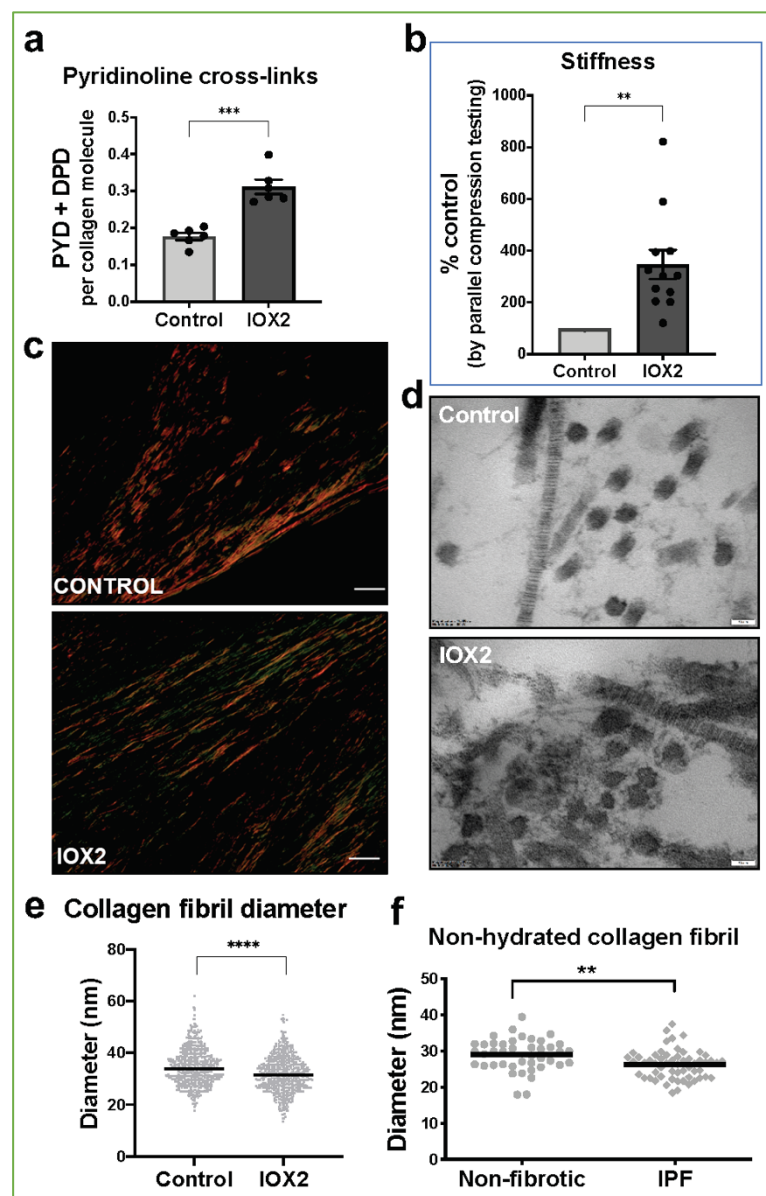 a
Pyridinoline cross-links
PYD + DPD
per collagen molecule
***
0.5
0.4
0.3
0.2
0.1
0.0
Control
IOX2
b
Stiffness
% control
(by parallel compression testing)
**
1000
800
600
400
200
0
Control
IOX2
c
CONTROL
IOX2
d
Control
IOX2
e
Collagen fibril diameter
Diameter (nm)
****
80
60
40
20
0
Control
IOX2
f
Non-hydrated collagen fibril
Diameter (nm)
**
50
40
30
20
10
0
Non-fibrotic
IPF